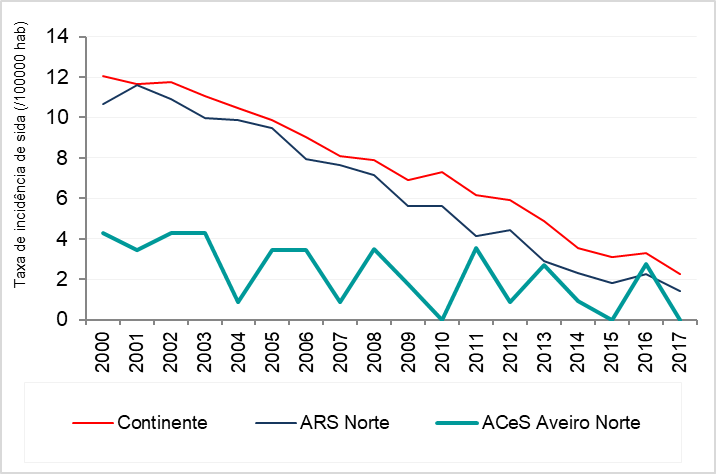 Taxa de incidência de sida (/100000 hab)
14
12
10
8
6
4
2
0
2000 2001 2002 2003 2004 2005 2006 2007 2008 2009 2010 2011 2012 2013 2014 2015 2016 2017
Continente ARS Norte ACeS Aveiro Norte